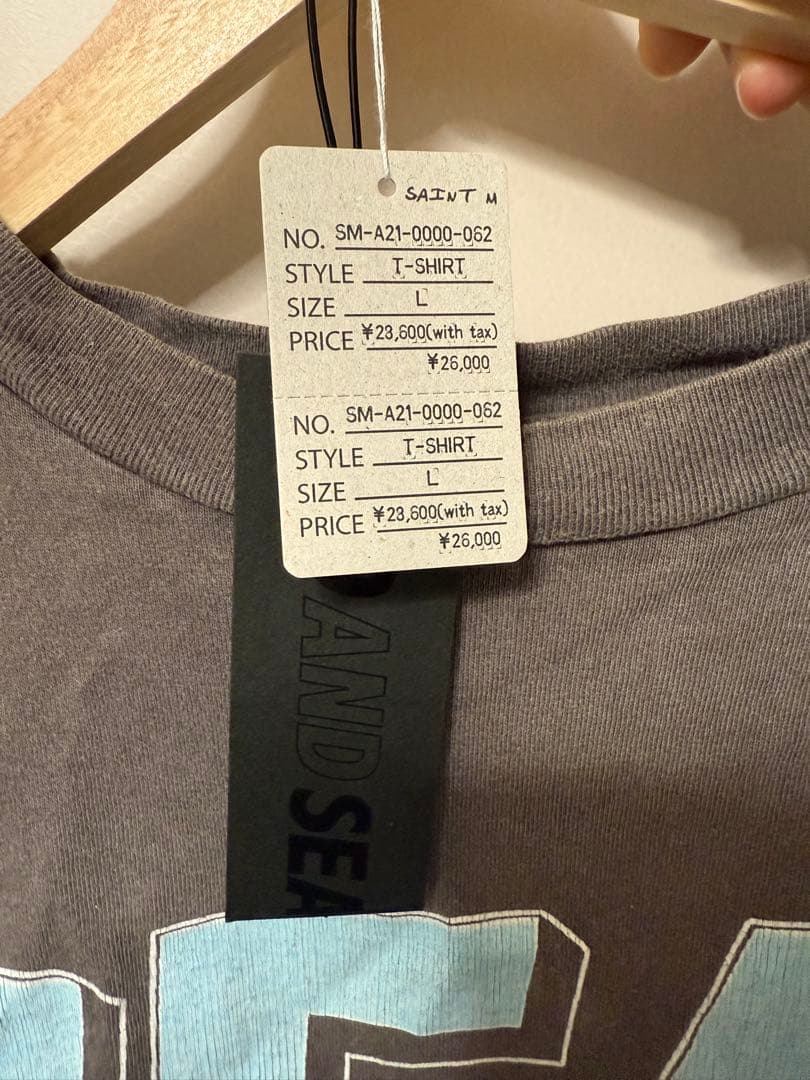 SAINT M
NO. SM-A21-0000-062
STYLE T-SHIRT
SIZE L
PRICE ¥23,600(with tax)
¥26,000
NO. SM-A21-0000-062
STYLE T-SHIRT
SIZE L
PRICE ¥23,600(with tax)
¥26,000
AND SEA